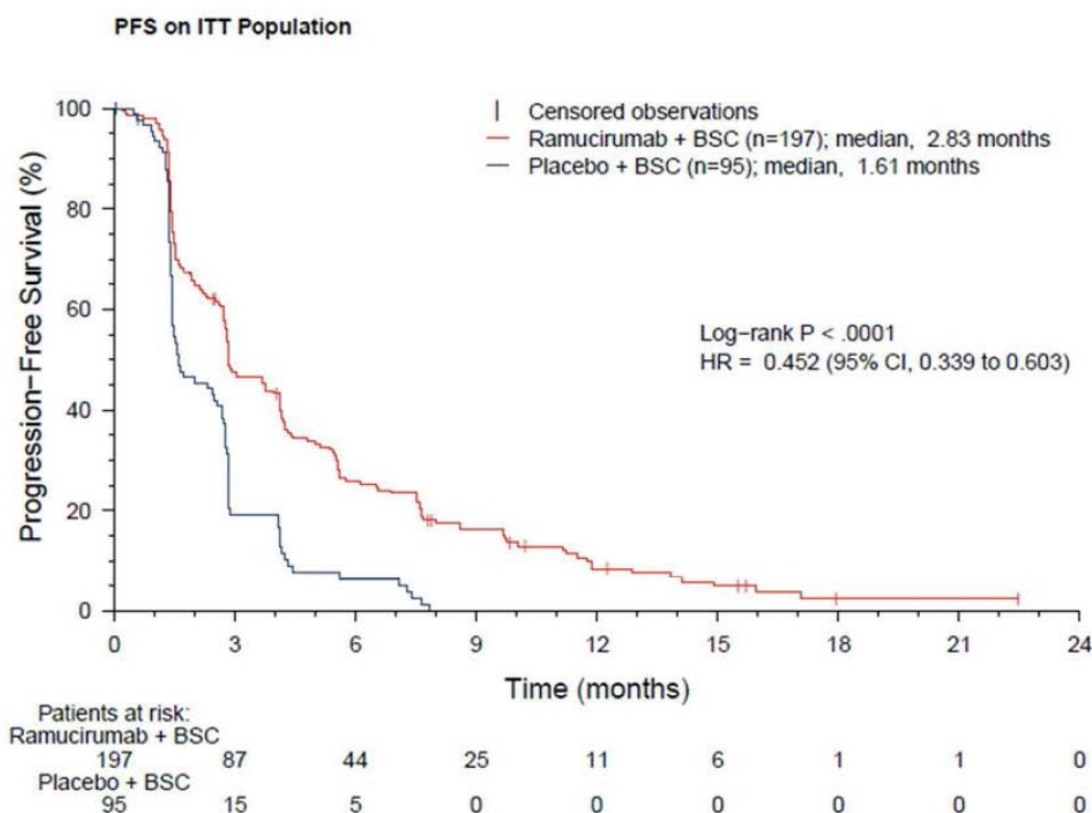 PFS on ITT Population
Censored observations
Ramucirumab + BSC (n=197); median, 2.83 months
Placebo + BSC (n=95); median, 1.61 months
Progression-Free Survival (%)
100
80
60
40
20
0
Log-rank P < .0001
HR = 0.452 (95% CI, 0.339 to 0.603)
0 3 6 9 12 15 18 21 24
Time (months)
Patients at risk:
Ramucirumab + BSC
197 87 44 25 11 6 1 1 0
Placebo + BSC
95 15 5 0 0 0 0 0 0